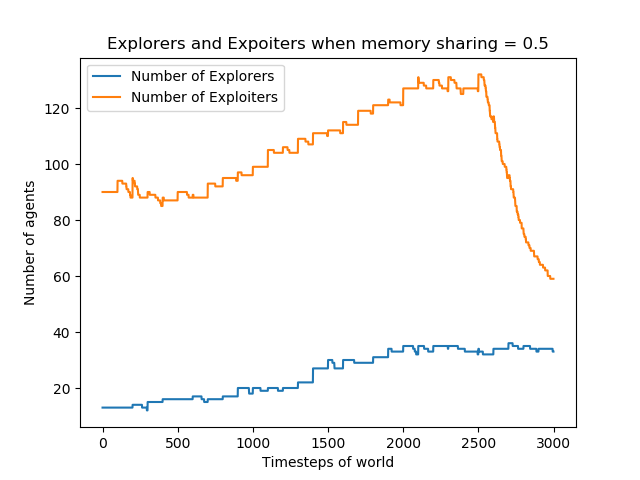 Explorers and Expoiters when memory sharing = 0.5
Number of Explorers
Number of Exploiters
Number of agents
120
100
80
60
40
20
0 500 1000 1500 2000 2500 3000
Timesteps of world